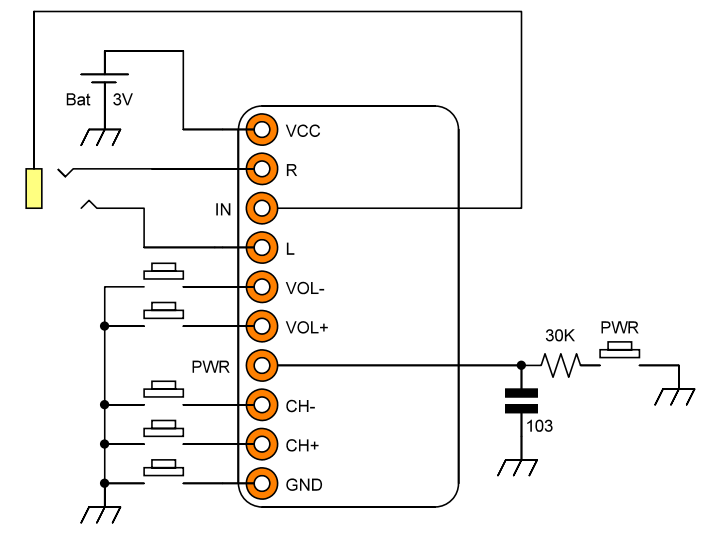 Bat 3V
VCC
R
IN
L
VOL-
VOL+
PWR
CH-
CH+
GND
30K
PWR
103